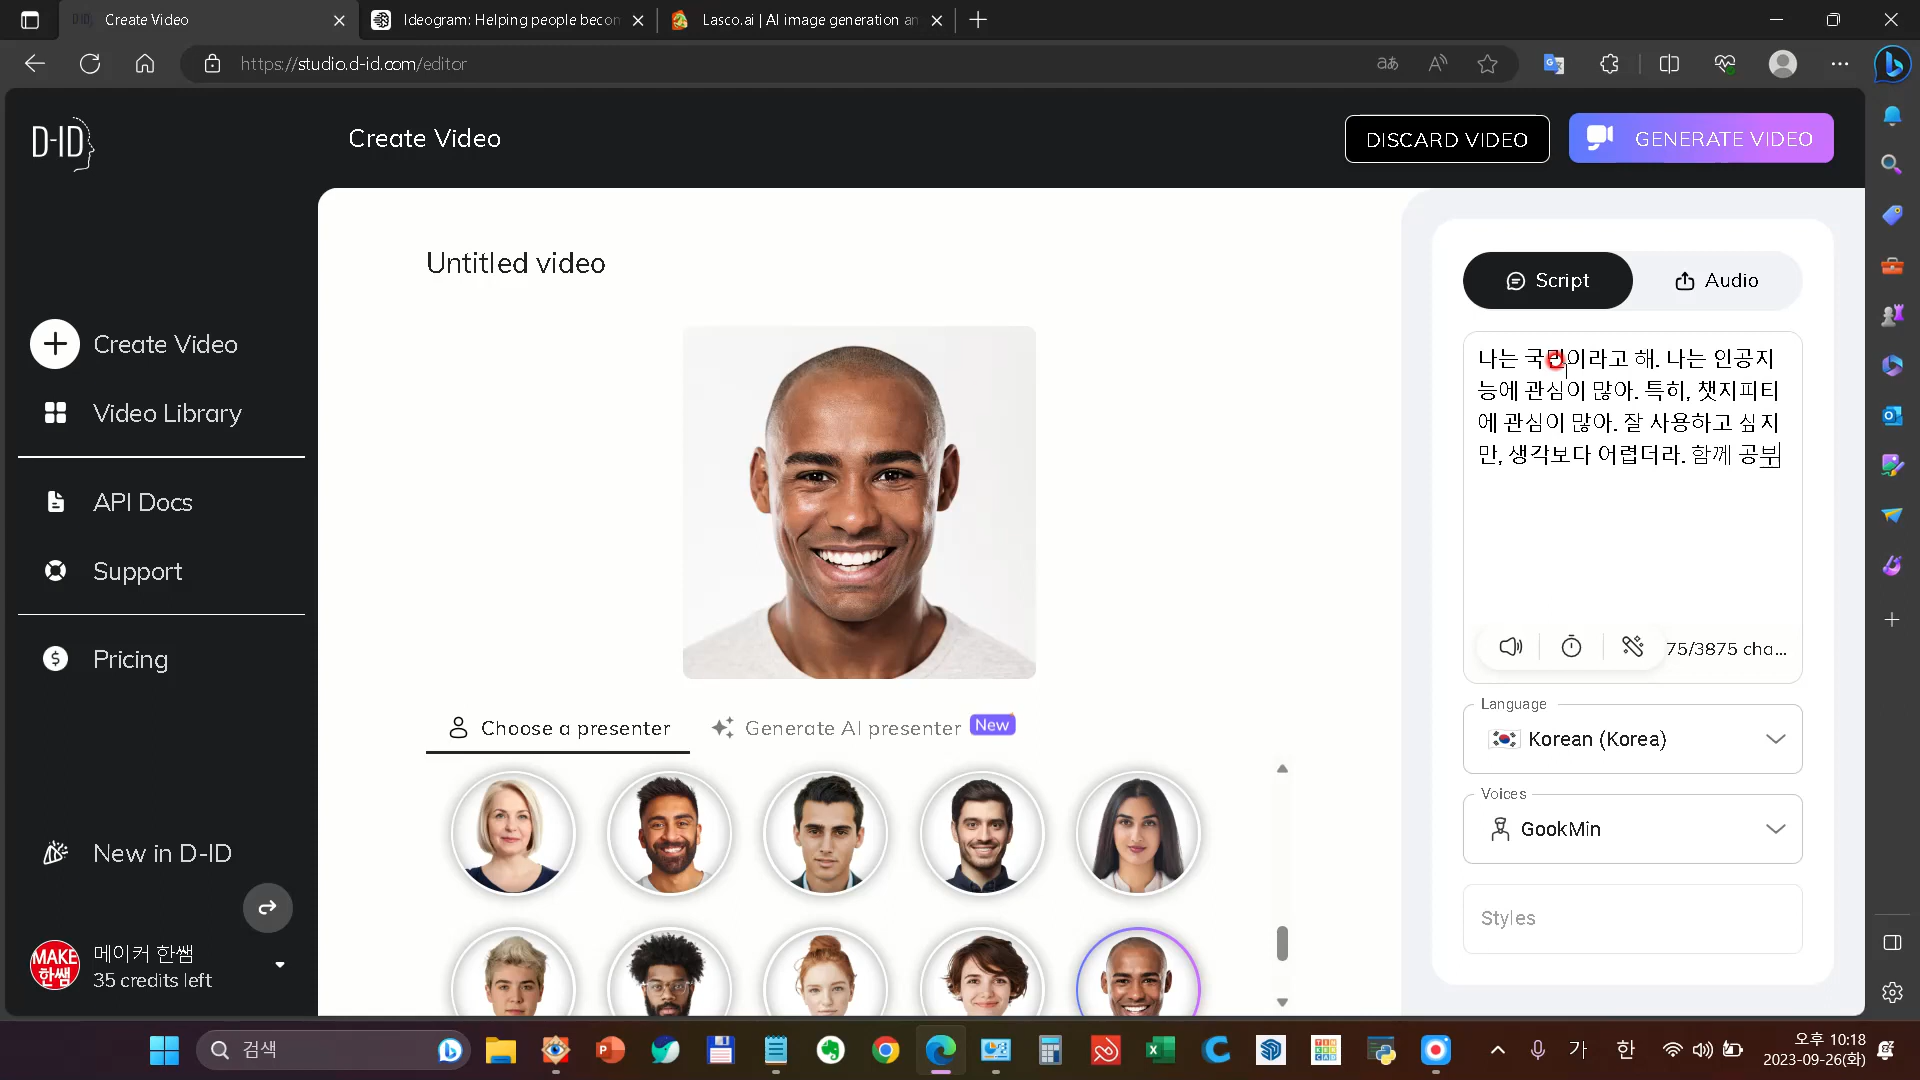 Create Video
Ideogram: Helping people becom
Lasco.ai | AI image generation an
https://studio.d-id.com/editor
D-ID
Create Video
DISCARD VIDEO
GENERATE VIDEO
Untitled video
Create Video
Video Library
API Docs
Support
Pricing
New in D-ID
MAKE
한쌤
메이커 한쌤
35 credits left
Choose a presenter
Generate AI presenter
New
Script
Audio
나는 국민이라고 해. 나는 인공지
능에 관심이 많아. 특히, 챗지피티
에 관심이 많아. 잘 사용하고 싶지
만, 생각보다 어렵더라. 함께 공부
75/3875 cha...
Language
Korean (Korea)
Voices
GookMin
Styles
검색
가
한
오후 10:18
2023-09-26(화)